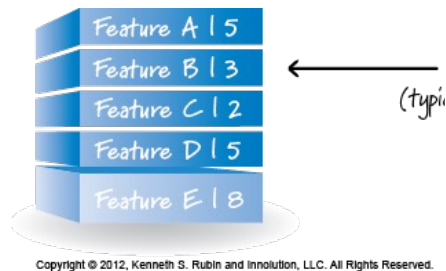 Feature A | 5
Feature B | 3
Feature C | 2
Feature D | 5
Feature E | 8
Copyright © 2012, Kenneth S. Rubin and Innolution, LLC. All Rights Reserved.